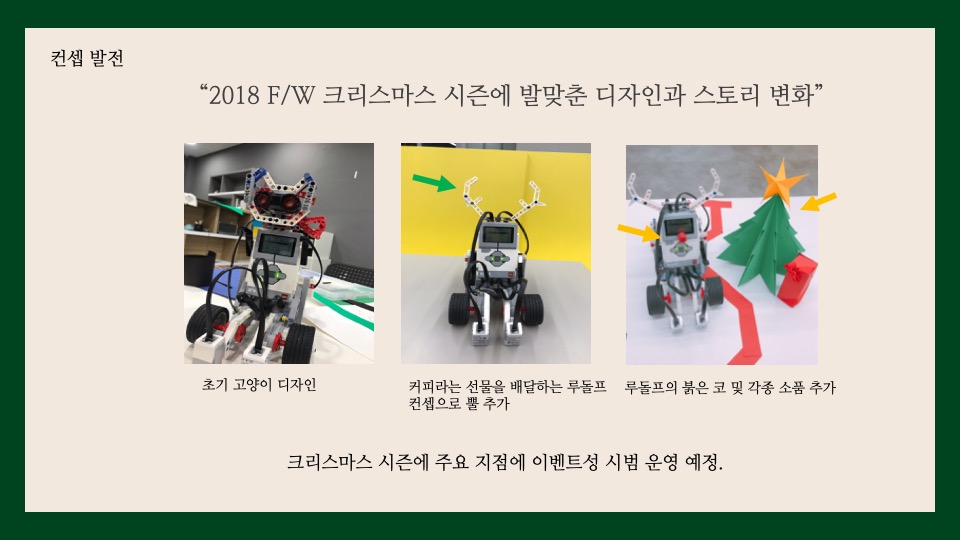 컨셉 발전
“2018 F/W 크리스마스 시즌에 발맞춘 디자인과 스토리 변화”
초기 고양이 디자인
커피라는 선물을 배달하는 루돌프
컨셉으로 뿔 추가
루돌프의 붉은 코 및 각종 소품 추가
크리스마스 시즌에 주요 지점에 이벤트성 시범 운영 예정.